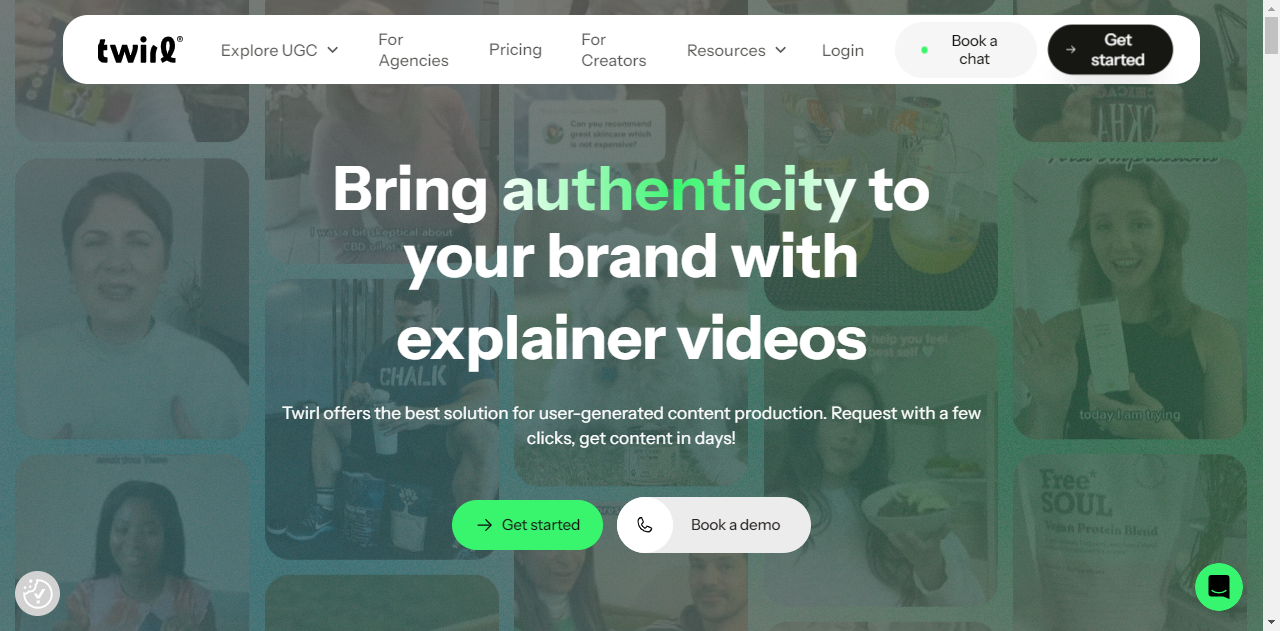 twirl®
Explore UGC
For
Agencies
Pricing
For
Creators
Resources
Login
Book a
chat
Get
started
Can you recommend
great skincare which
is not expensive?
Bring authenticity to
your brand with
explainer videos
I was a bit skeptical about
CBD oil at
CHALK
help you feel
best self
First Impressions
today I am trying
Twirl offers the best solution for user-generated content production. Request with a few
clicks, get content in days!
Get started
Book a demo
Free
SOUL
Vegan Protein Blend